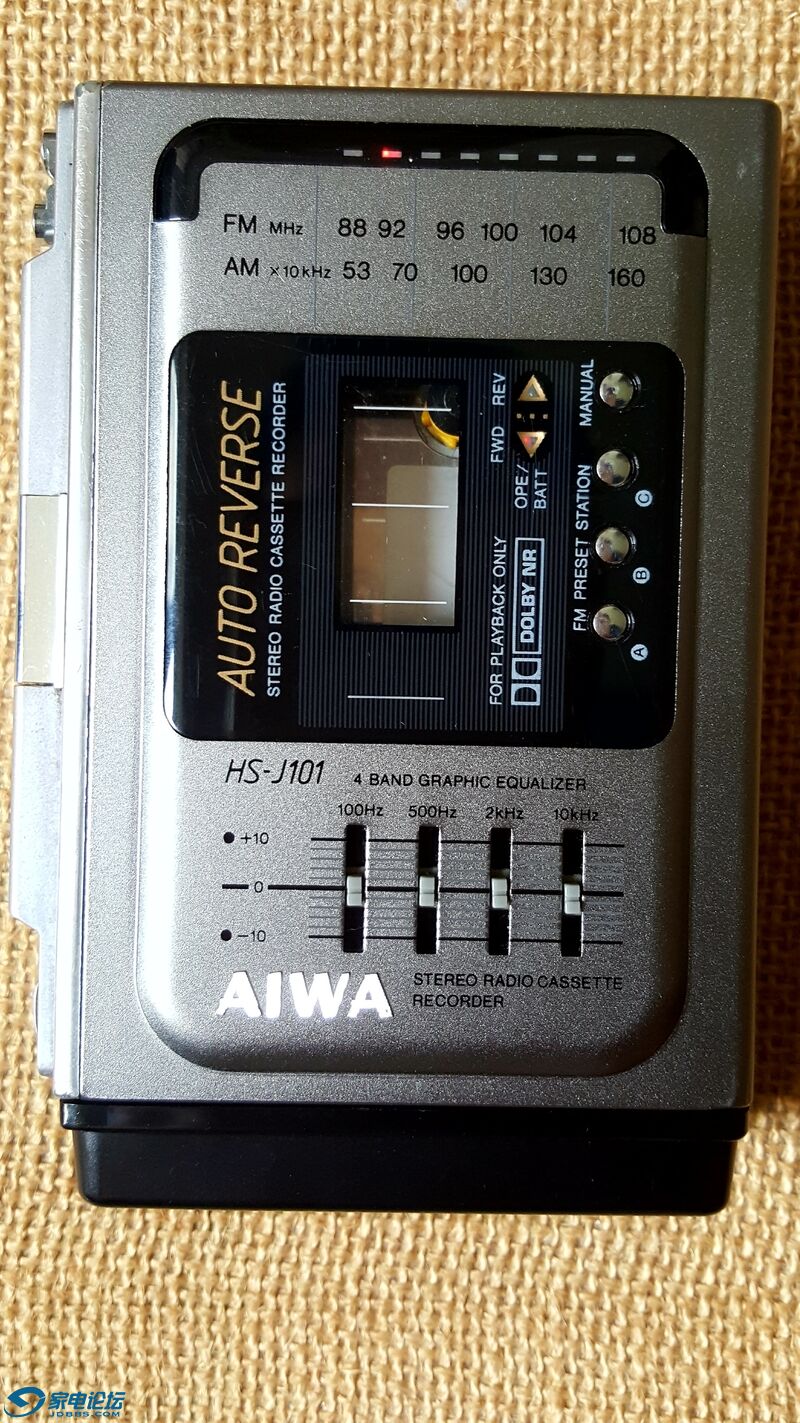 FM MHz 88 92 96 100 104 108
AM ×10kHz 53 70 100 130 160
AUTO REVERSE
STEREO RADIO CASSETTE RECORDER
FWD REV
OPE/
BATT
FOR PLAYBACK ONLY
DOLBY NR
FM PRESET STATION MANUAL
A B C
HS-J101 4 BAND GRAPHIC EQUALIZER
100Hz 500Hz 2kHz 10kHz
+10
0
-10
AIWA
STEREO RADIO CASSETTE
RECORDER
家电论坛
JDBBS.COM